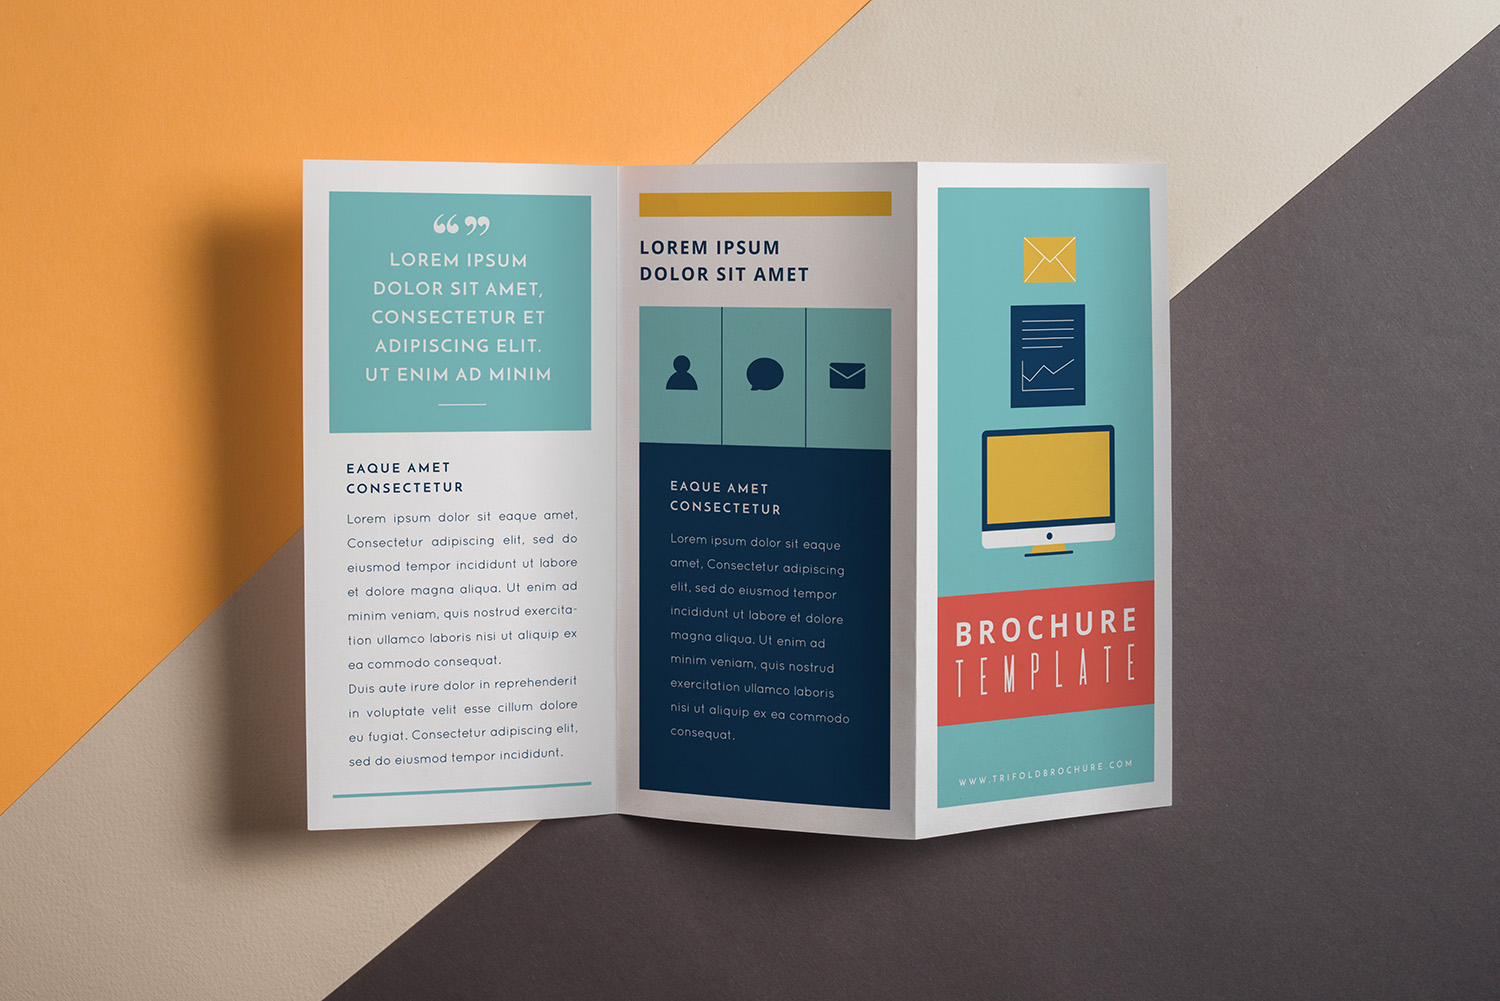 LOREM IPSUM
DOLOR SIT AMET,
CONSECTETUR ET
ADIPISCING ELIT.
UT ENIM AD MINIM
EAQUE AMET
CONSECTETUR
Lorem ipsum dolor sit eaque amet,
Consectetur adipiscing elit, sed do
eiusmod tempor incididunt ut labore
et dolore magna aliqua. Ut enim ad
minim veniam, quis nostrud exercita-
tion ullamco laboris nisi ut aliquip ex
ea commodo consequat.
Duis aute irure dolor in reprehenderit
in voluptate velit esse cillum dolore
eu fugiat. Consectetur adipiscing elit,
sed do eiusmod tempor incididunt.
LOREM IPSUM
DOLOR SIT AMET
EAQUE AMET
CONSECTETUR
Lorem ipsum dolor sit eaque
amet, Consectetur adipiscing
elit, sed do eiusmod tempor
incididunt ut labore et dolore
magna aliqua. Ut enim ad
minim veniam, quis nostrud
exercitation ullamco laboris
nisi ut aliquip ex ea commodo
consequat.
BROCHURE
TEMPLATE
WWW.TRIFOLDBROCHURE.COM